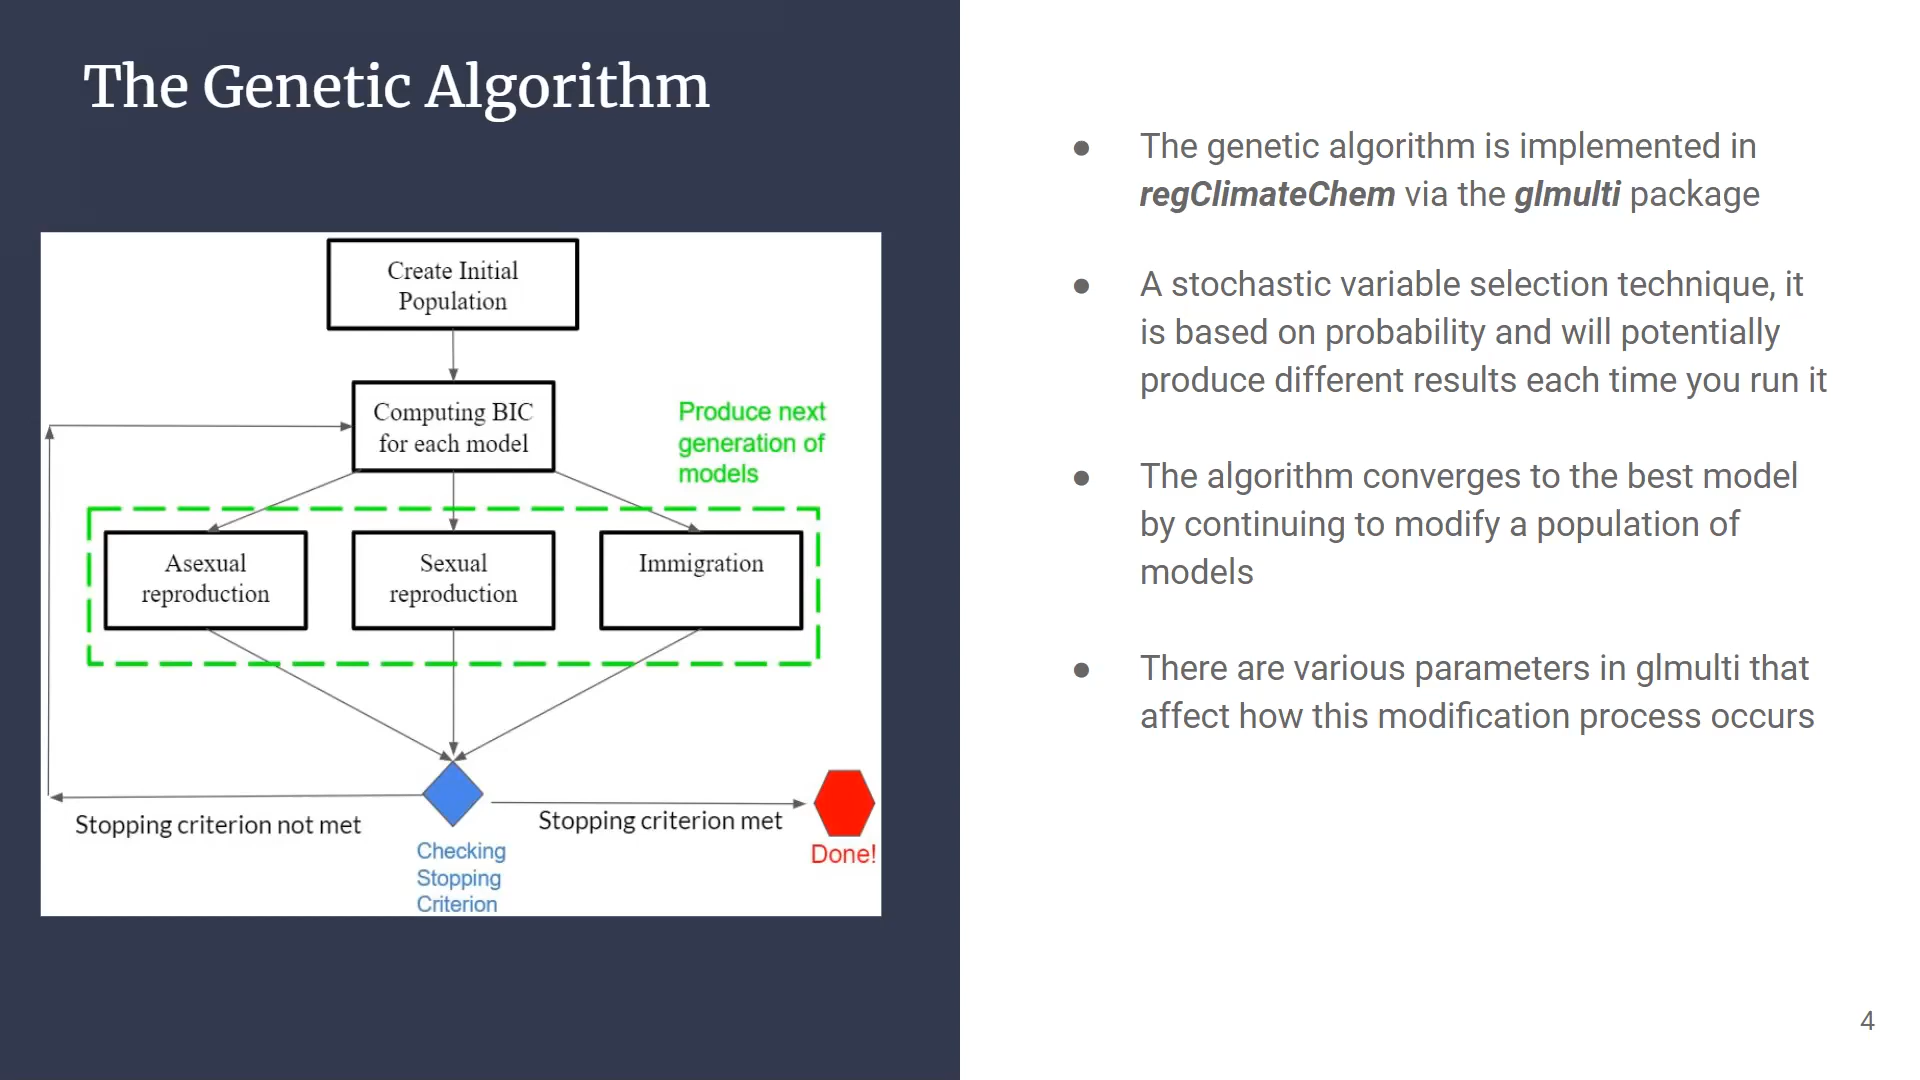 The Genetic Algorithm
Create Initial
Population
Computing BIC
for each model
Produce next
generation of
models
Asexual
reproduction
Sexual
reproduction
Immigration
Stopping criterion not met
Stopping criterion met
Checking
Stopping
Criterion
Done!
● The genetic algorithm is implemented in
regClimateChem via the glmulti package
● A stochastic variable selection technique, it
is based on probability and will potentially
produce different results each time you run it
● The algorithm converges to the best model
by continuing to modify a population of
models
● There are various parameters in glmulti that
affect how this modification process occurs
4